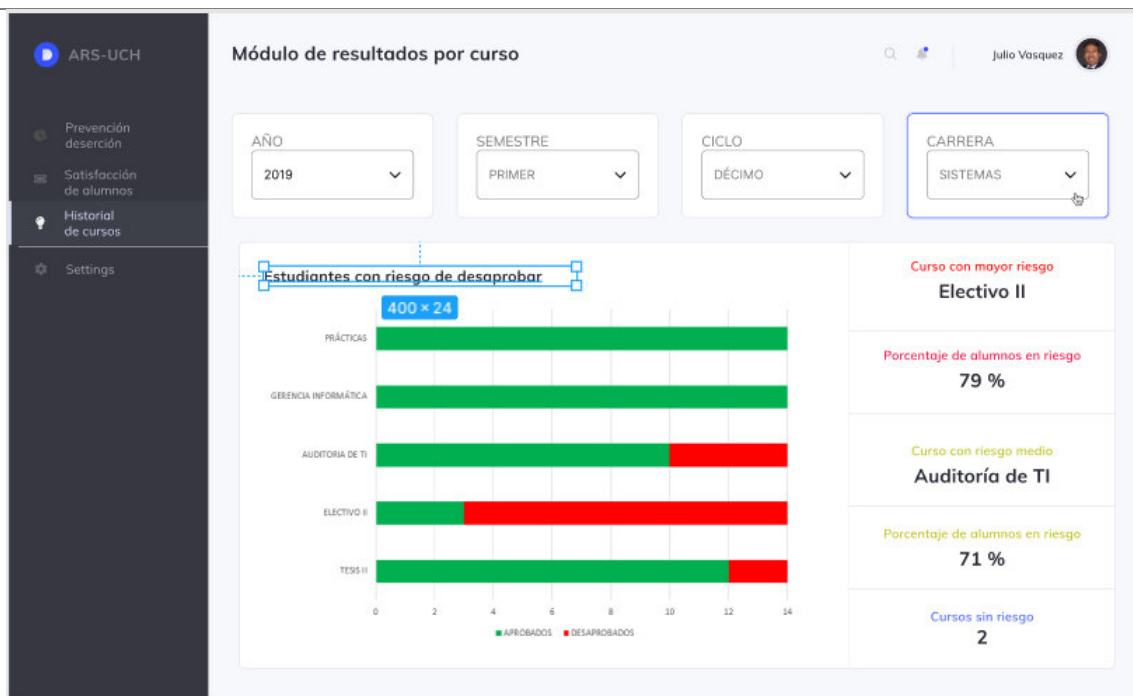 ARS-UCH
Módulo de resultados por curso
Julio Vasquez
Prevención
deserción
Satisfacción
de alumnos
Historial
de cursos
Settings
AÑO
2019
SEMESTRE
PRIMER
CICLO
DÉCIMO
CARRERA
SISTEMAS
Estudiantes con riesgo de desaprobar
400 × 24
PRÁCTICAS
GERENCIA INFORMÁTICA
AUDITORIA DE TI
ELECTIVO II
TESIS II
0 2 4 6 8 10 12 14
APROBADOS DESAPROBADOS
Curso con mayor riesgo
Electivo II
Porcentaje de alumnos en riesgo
79 %
Curso con riesgo medio
Auditoría de TI
Porcentaje de alumnos en riesgo
71 %
Cursos sin riesgo
2